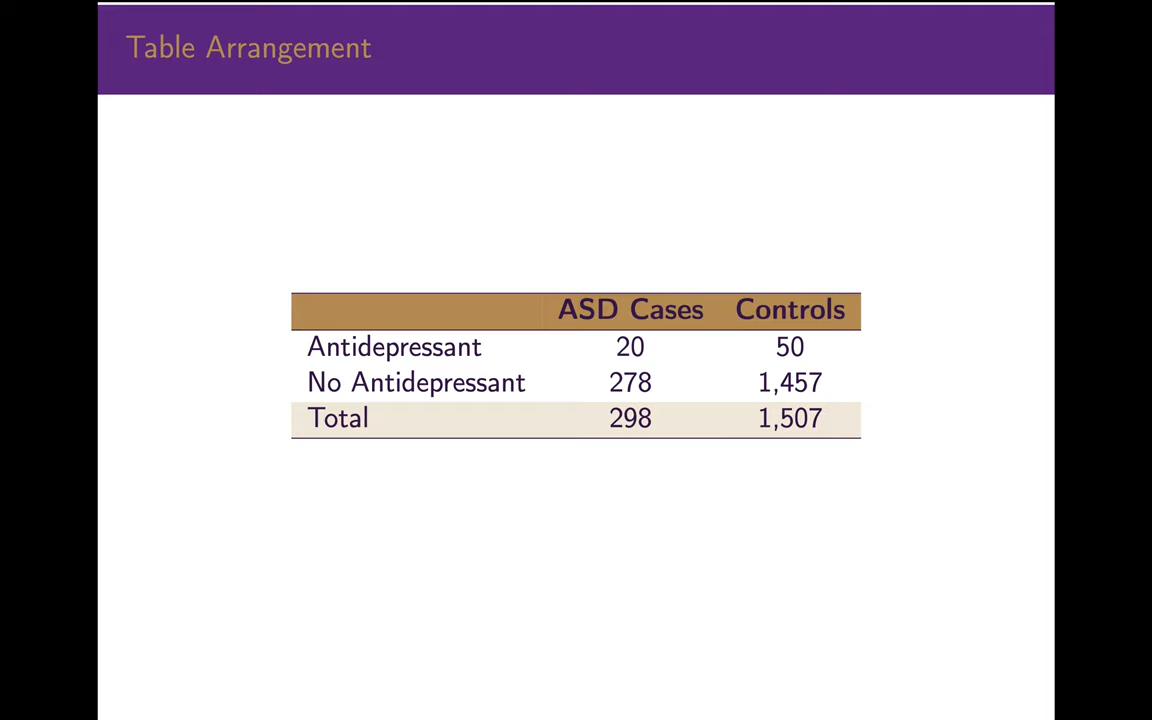 Table Arrangement
ASD Cases Controls
Antidepressant 20 50
No Antidepressant 278 1,457
Total 298 1,507